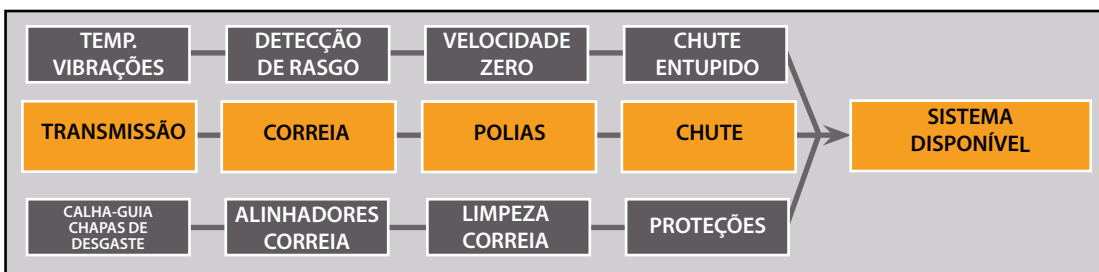 TEMP.
VIBRAÇÕES
DETECÇÃO
DE RASGO
VELOCIDADE
ZERO
CHUTE
ENTUPIDO
TRANSMISSÃO
CORREIA
POLIAS
CHUTE
SISTEMA
DISPONÍVEL
CALHA-GUIA
CHAPAS DE
DESGASTE
ALINHADORES
CORREIA
LIMPEZA
CORREIA
PROTEÇÕES